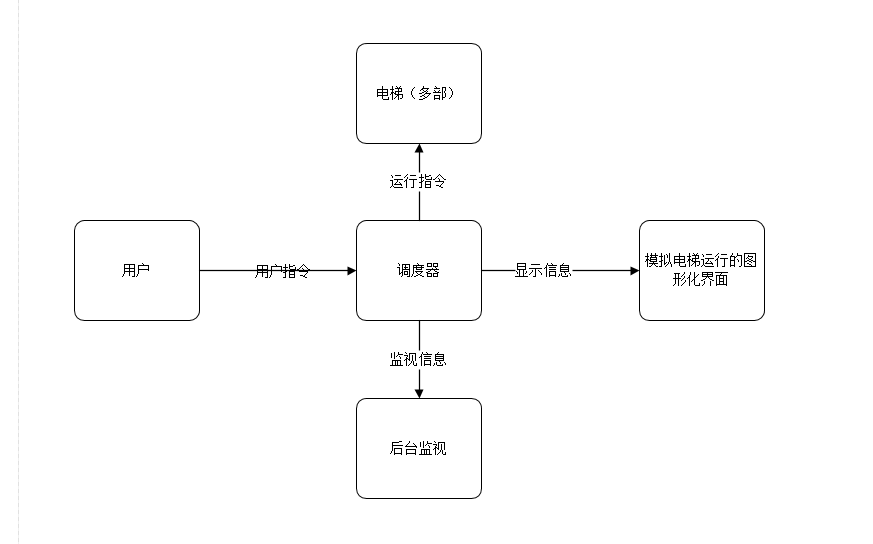 电梯（多部）
运行指令
用户
用户指令
调度器
显示信息
模拟电梯运行的图
形化界面
监视信息
后台监视